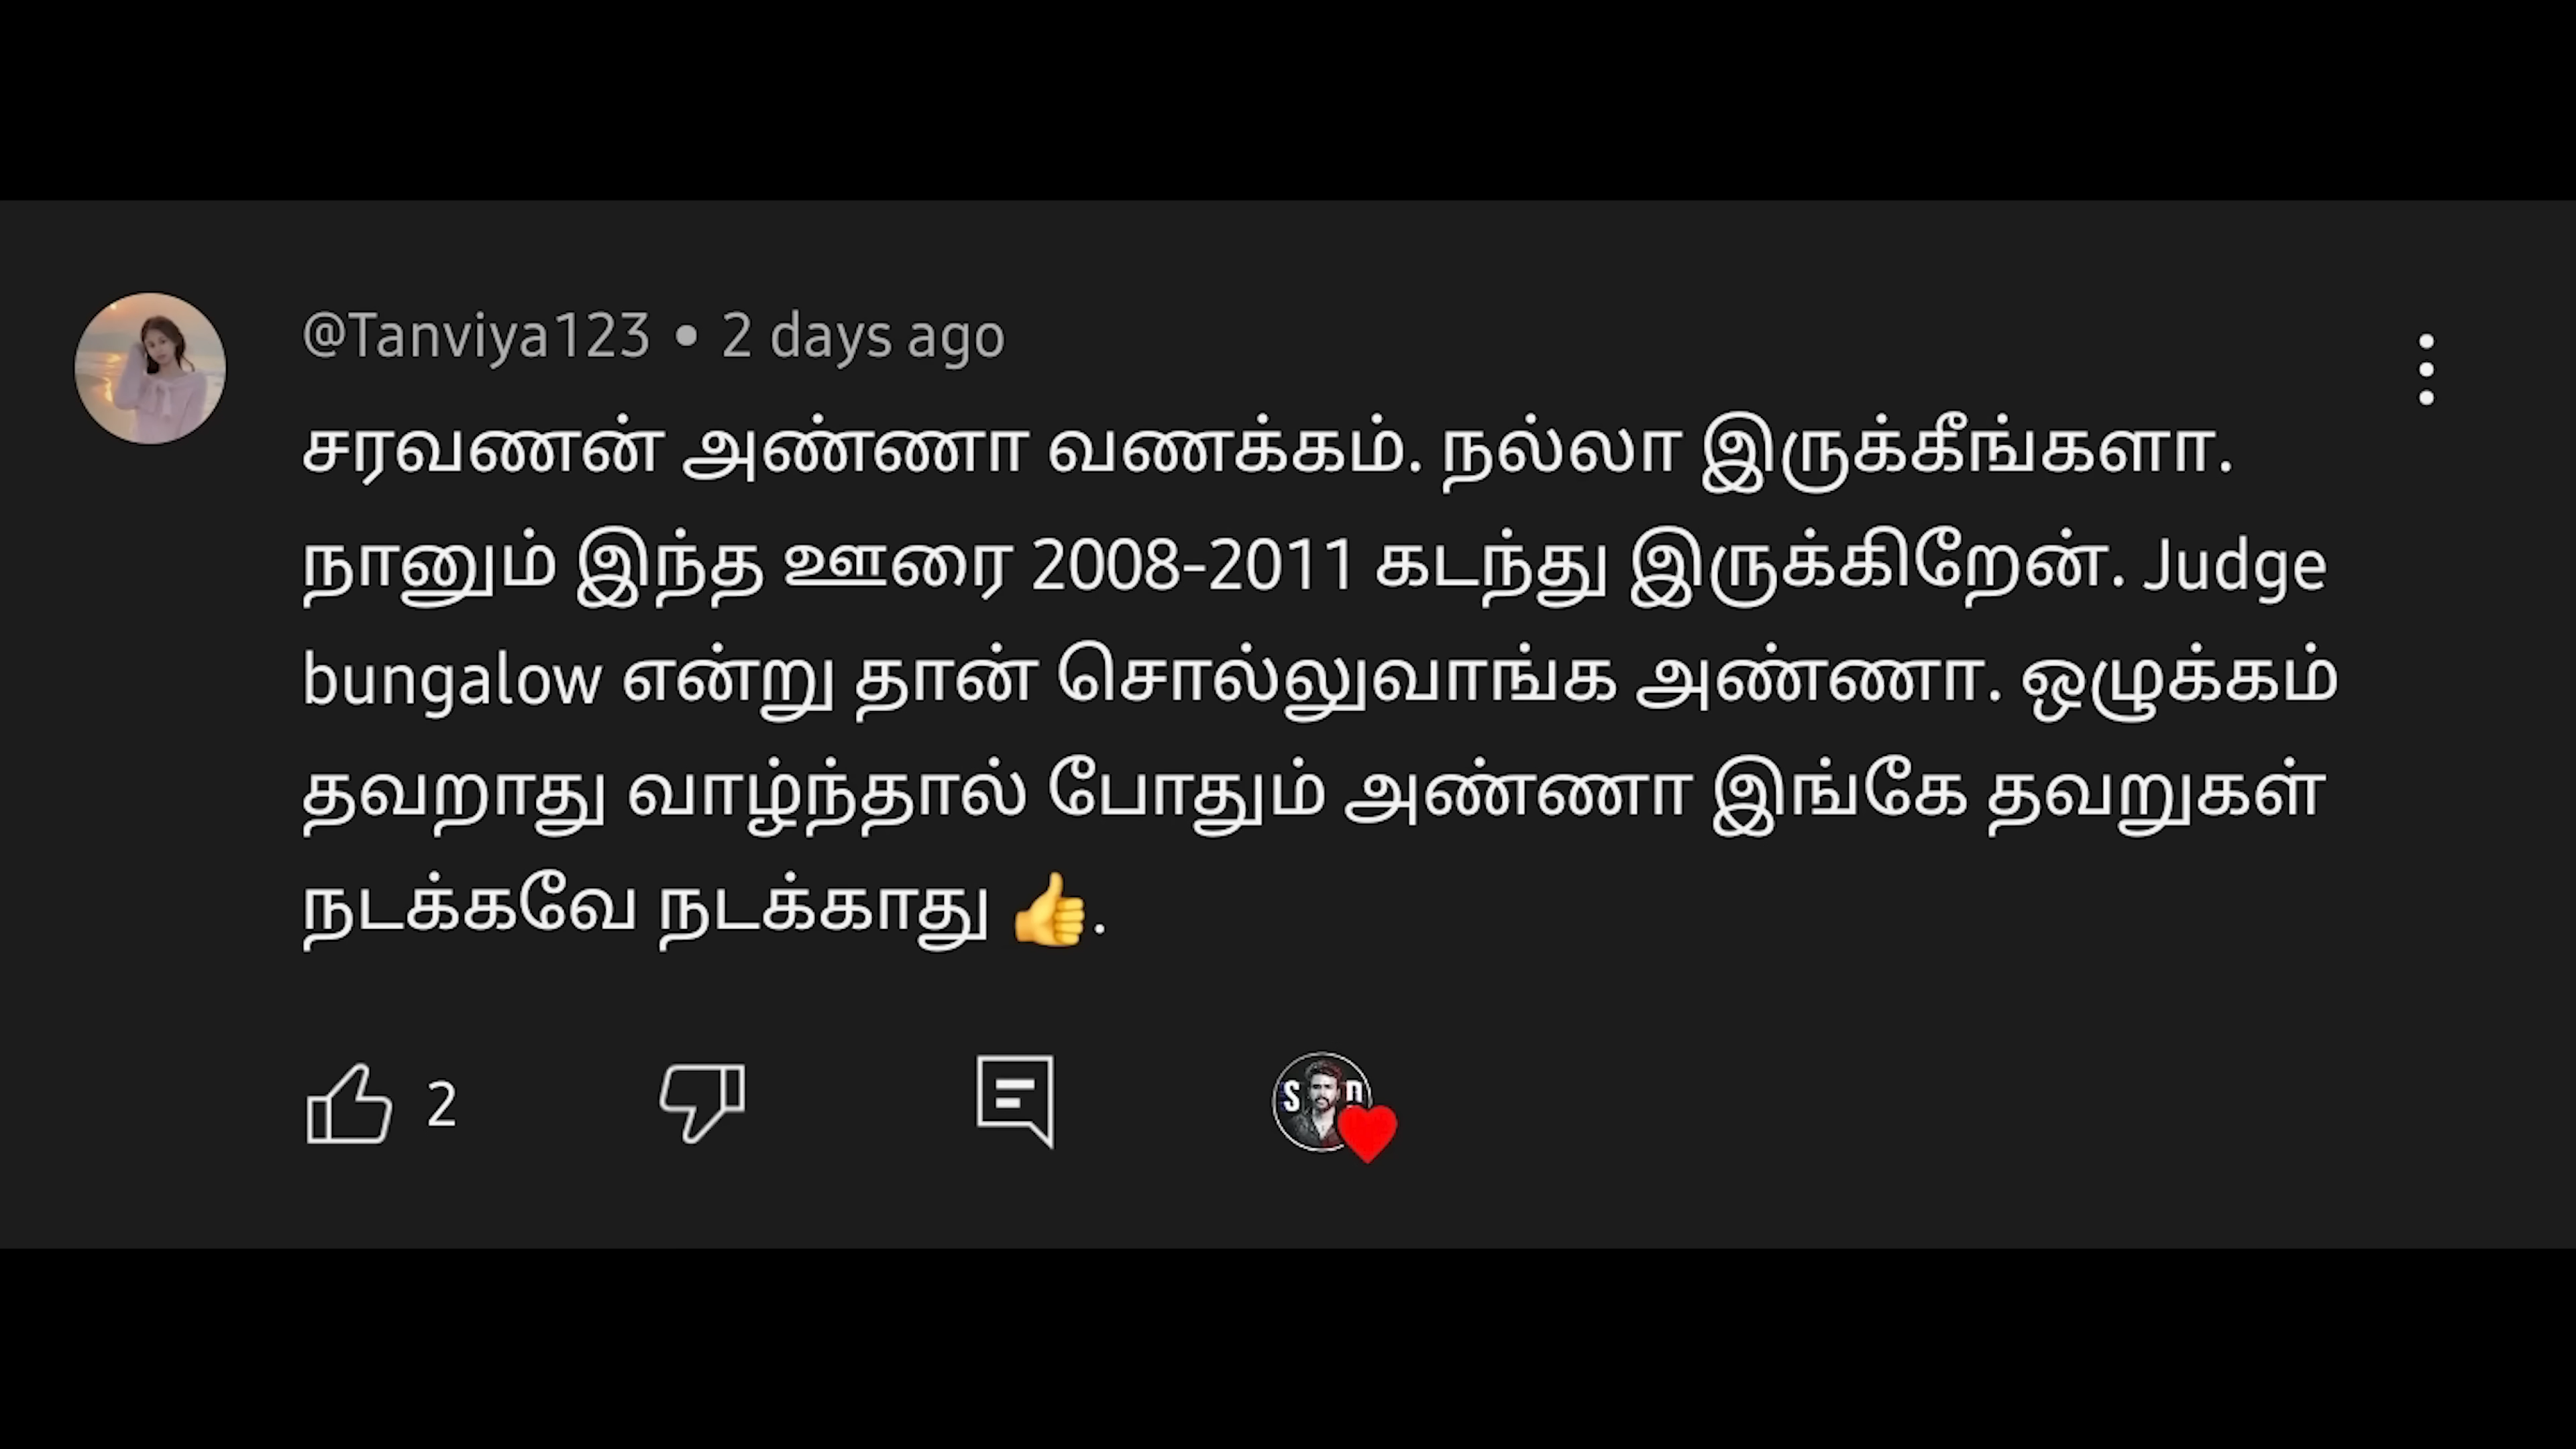 @Tanviya123 • 2 days ago
சரவணன் அண்ணா வணக்கம். நல்லா இருக்கீங்களா.
நானும் இந்த ஊரை 2008-2011 கடந்து இருக்கிறேன். Judge
bungalow என்று தான் சொல்லுவாங்க அண்ணா. ஒழுக்கம்
தவறாது வாழ்ந்தால் போதும் அண்ணா இங்கே தவறுகள்
நடக்கவே நடக்காது 👍.
2
S D